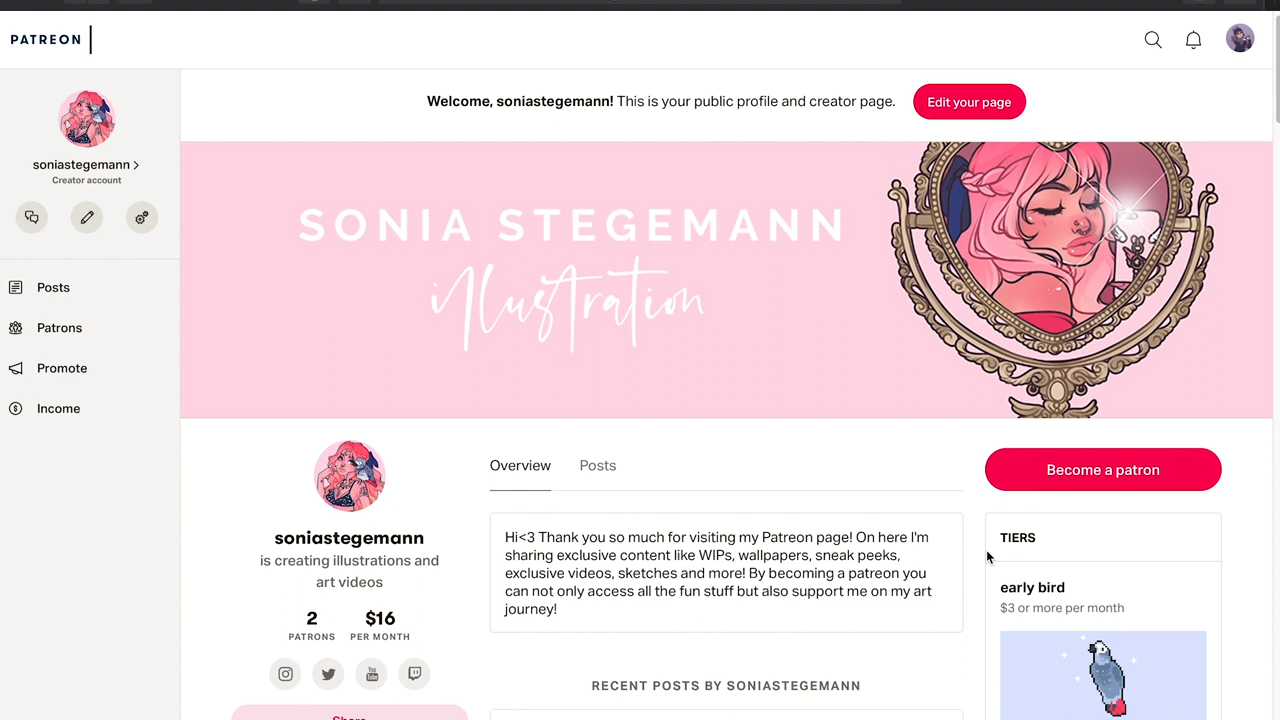 PATREON
Welcome, soniastegemann! This is your public profile and creator page.
Edit your page
soniastegemann
Creator account
Posts
Patrons
Promote
Income
SONIA STEGEMANN
illustration
Overview
Posts
Become a patron
soniastegemann
is creating illustrations and
art videos
2
PATRONS
$16
PER MONTH
Hi<3 Thank you so much for visiting my Patreon page! On here I'm
sharing exclusive content like WIPs, wallpapers, sneak peeks,
exclusive videos, sketches and more! By becoming a patreon you
can not only access all the fun stuff but also support me on my art
journey!
TIERS
early bird
$3 or more per month
RECENT POSTS BY SONIASTEGEMANN
Share